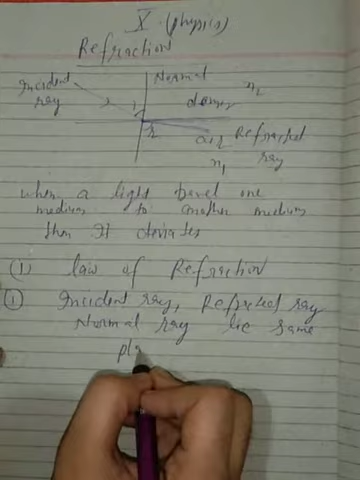 X (physics)
Refraction
Incident ray
Normal
n2
denser
i
r
air
Refracted ray
n1
when a light travel one
medium to another medium
then It deviates
(1) law of Refraction
(1) Incident ray, Refracted ray
Normal ray lie same
pla